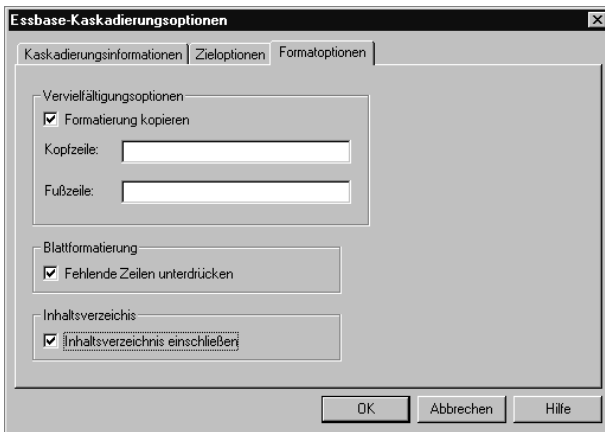 Essbase-Kaskadierungsoptionen
Kaskadierungsinformationen Zieloptionen Formatoptionen
Vervielfältigungsoptionen
Formatierung kopieren
Kopfzeile:
Fußzeile:
Blattformatierung
Fehlende Zeilen unterdrücken
Inhaltsverzeichis
Inhaltsverzeichnis einschließen
OK Abbrechen Hilfe